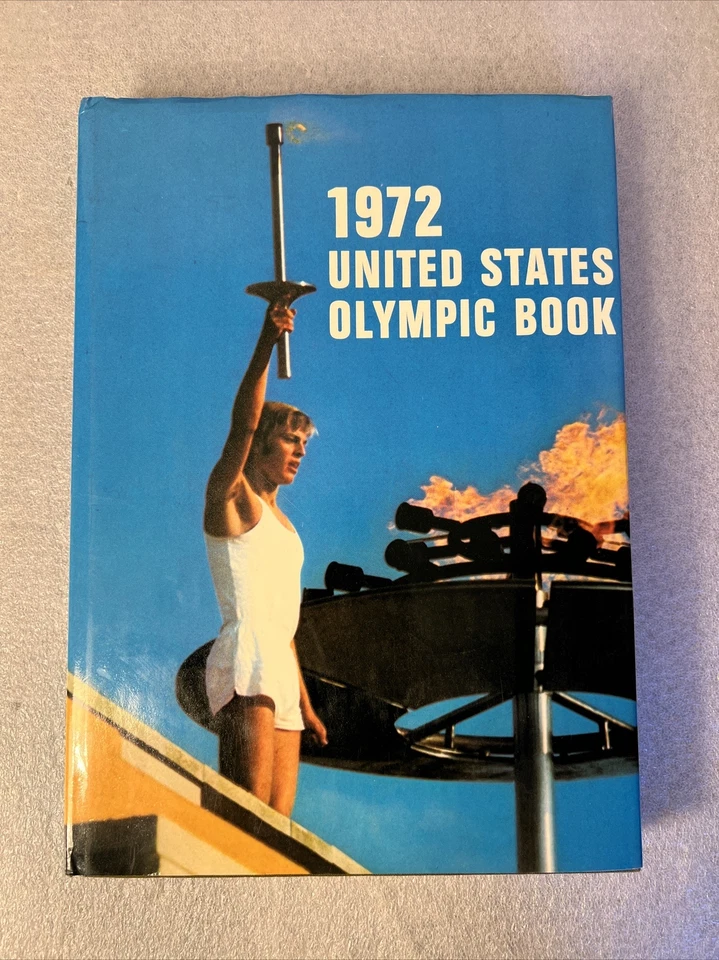 1972
UNITED STATES
OLYMPIC BOOK